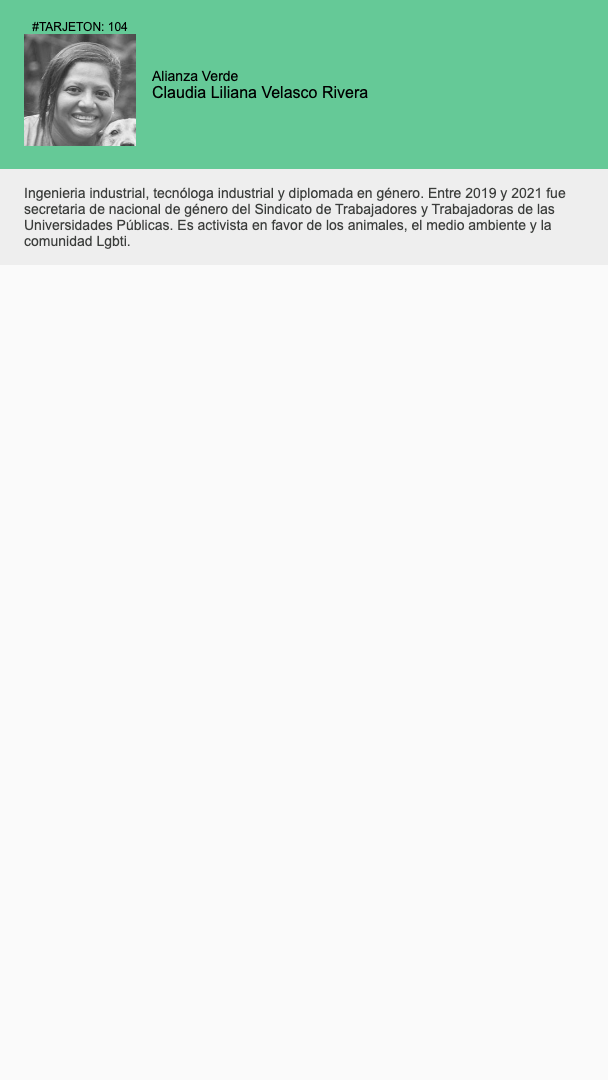 #TARJETON: 104
Alianza Verde
Claudia Liliana Velasco Rivera
Ingenieria industrial, tecnóloga industrial y diplomada en género. Entre 2019 y 2021 fue
secretaria de nacional de género del Sindicato de Trabajadores y Trabajadoras de las
Universidades Públicas. Es activista en favor de los animales, el medio ambiente y la
comunidad Lgbti.